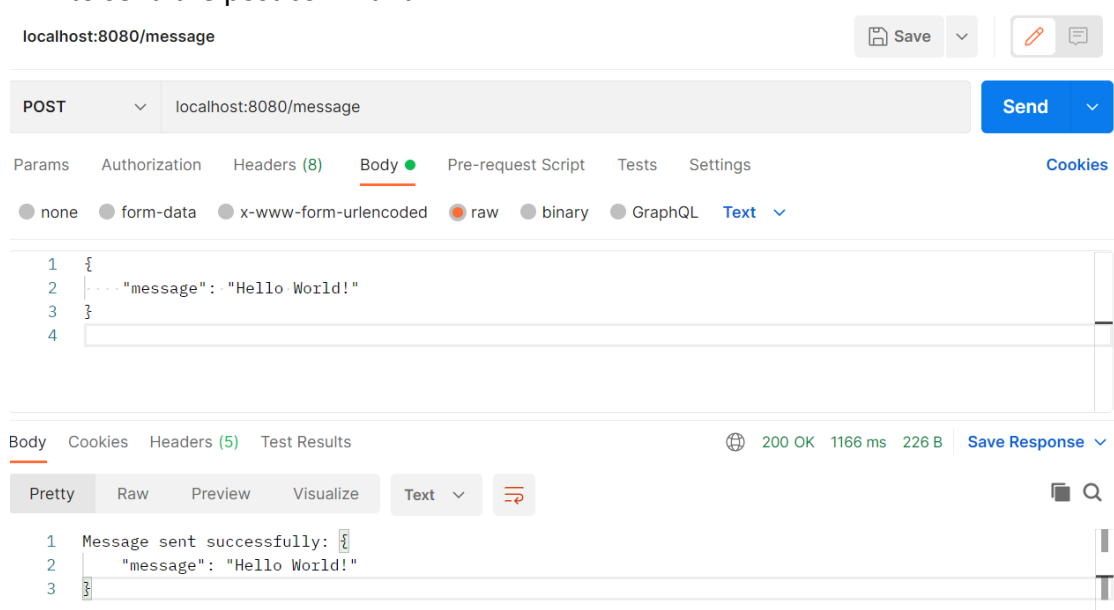 localhost:8080/message
Save
POST localhost:8080/message Send
Params Authorization Headers (8) Body Pre-request Script Tests Settings Cookies
none form-data x-www-form-urlencoded raw binary GraphQL Text
1 {
2 "message": "Hello World!"
3 }
4
Body Cookies Headers (5) Test Results 200 OK 1166 ms 226 B Save Response
Pretty Raw Preview Visualize Text
1 Message sent successfully: {
2 "message": "Hello World!"
3 }